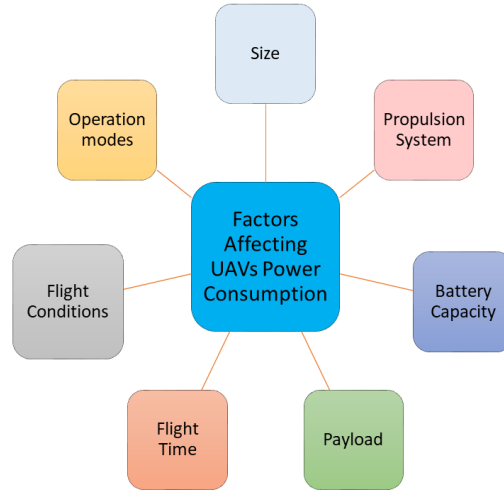 Size
Operation
modes
Propulsion
System
Factors
Affecting
UAVs Power
Consumption
Flight
Conditions
Battery
Capacity
Flight
Time
Payload